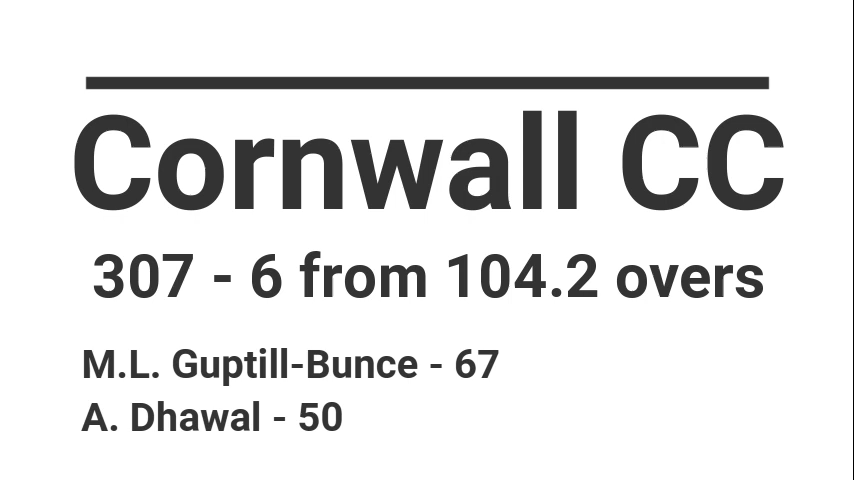 Cornwall CC
307 - 6 from 104.2 overs
M.L. Guptill-Bunce - 67
A. Dhawal - 50